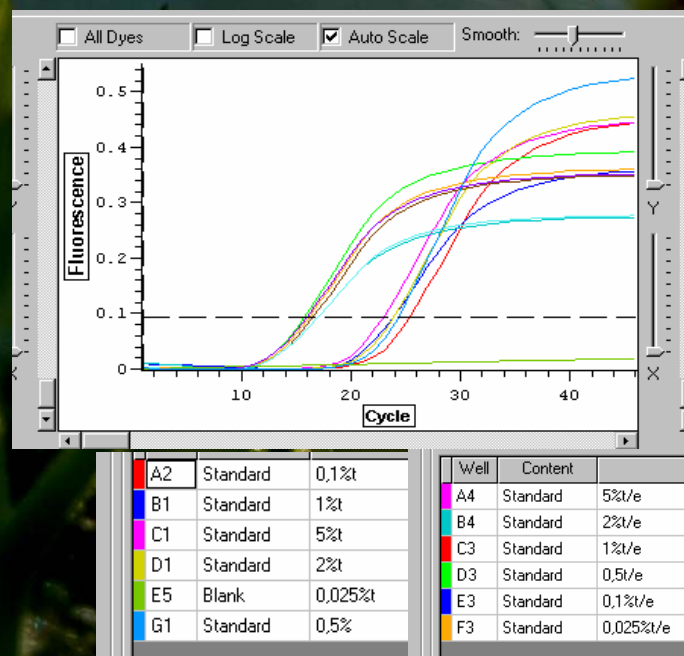 All Dyes Log Scale Auto Scale Smooth:
Fluorescence
0.5
0.4
0.3
0.2
0.1
0
10 20 30 40
Cycle
Y
X
Y
X
A2 Standard 0,1%t
B1 Standard 1%t
C1 Standard 5%t
D1 Standard 2%t
E5 Blank 0,025%t
G1 Standard 0,5%
Well Content
A4 Standard 5%t/e
B4 Standard 2%t/e
C3 Standard 1%t/e
D3 Standard 0,5t/e
E3 Standard 0,1%t/e
F3 Standard 0,025%t/e